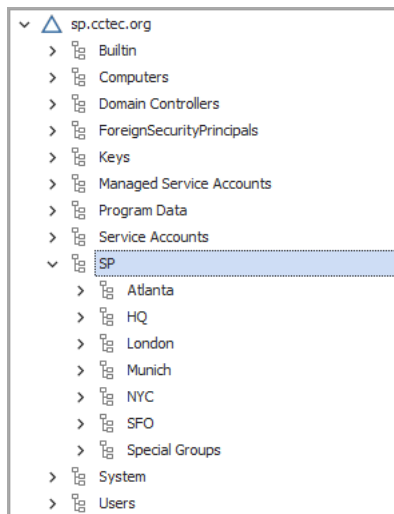 sp.cctec.org
Builtin
Computers
Domain Controllers
ForeignSecurityPrincipals
Keys
Managed Service Accounts
Program Data
Service Accounts
SP
Atlanta
HQ
London
Munich
NYC
SFO
Special Groups
System
Users